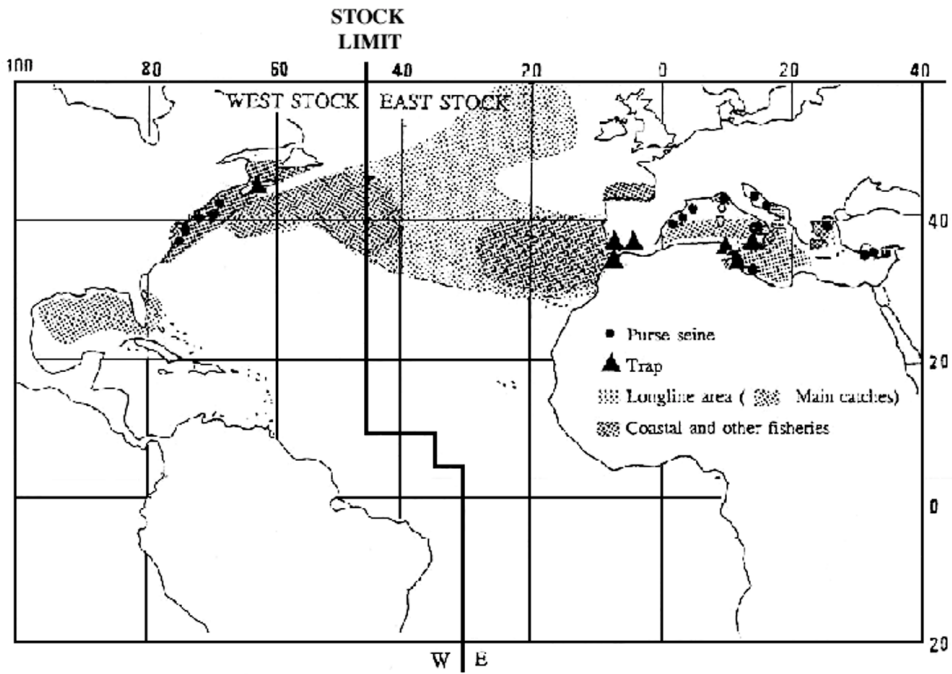 STOCK
LIMIT
100 80 60 40 20 0 20 40
WEST STOCK EAST STOCK
40
Purse seine
20
Trap
Longline area ( Main catches)
Coastal and other fisheries
0
20
W E